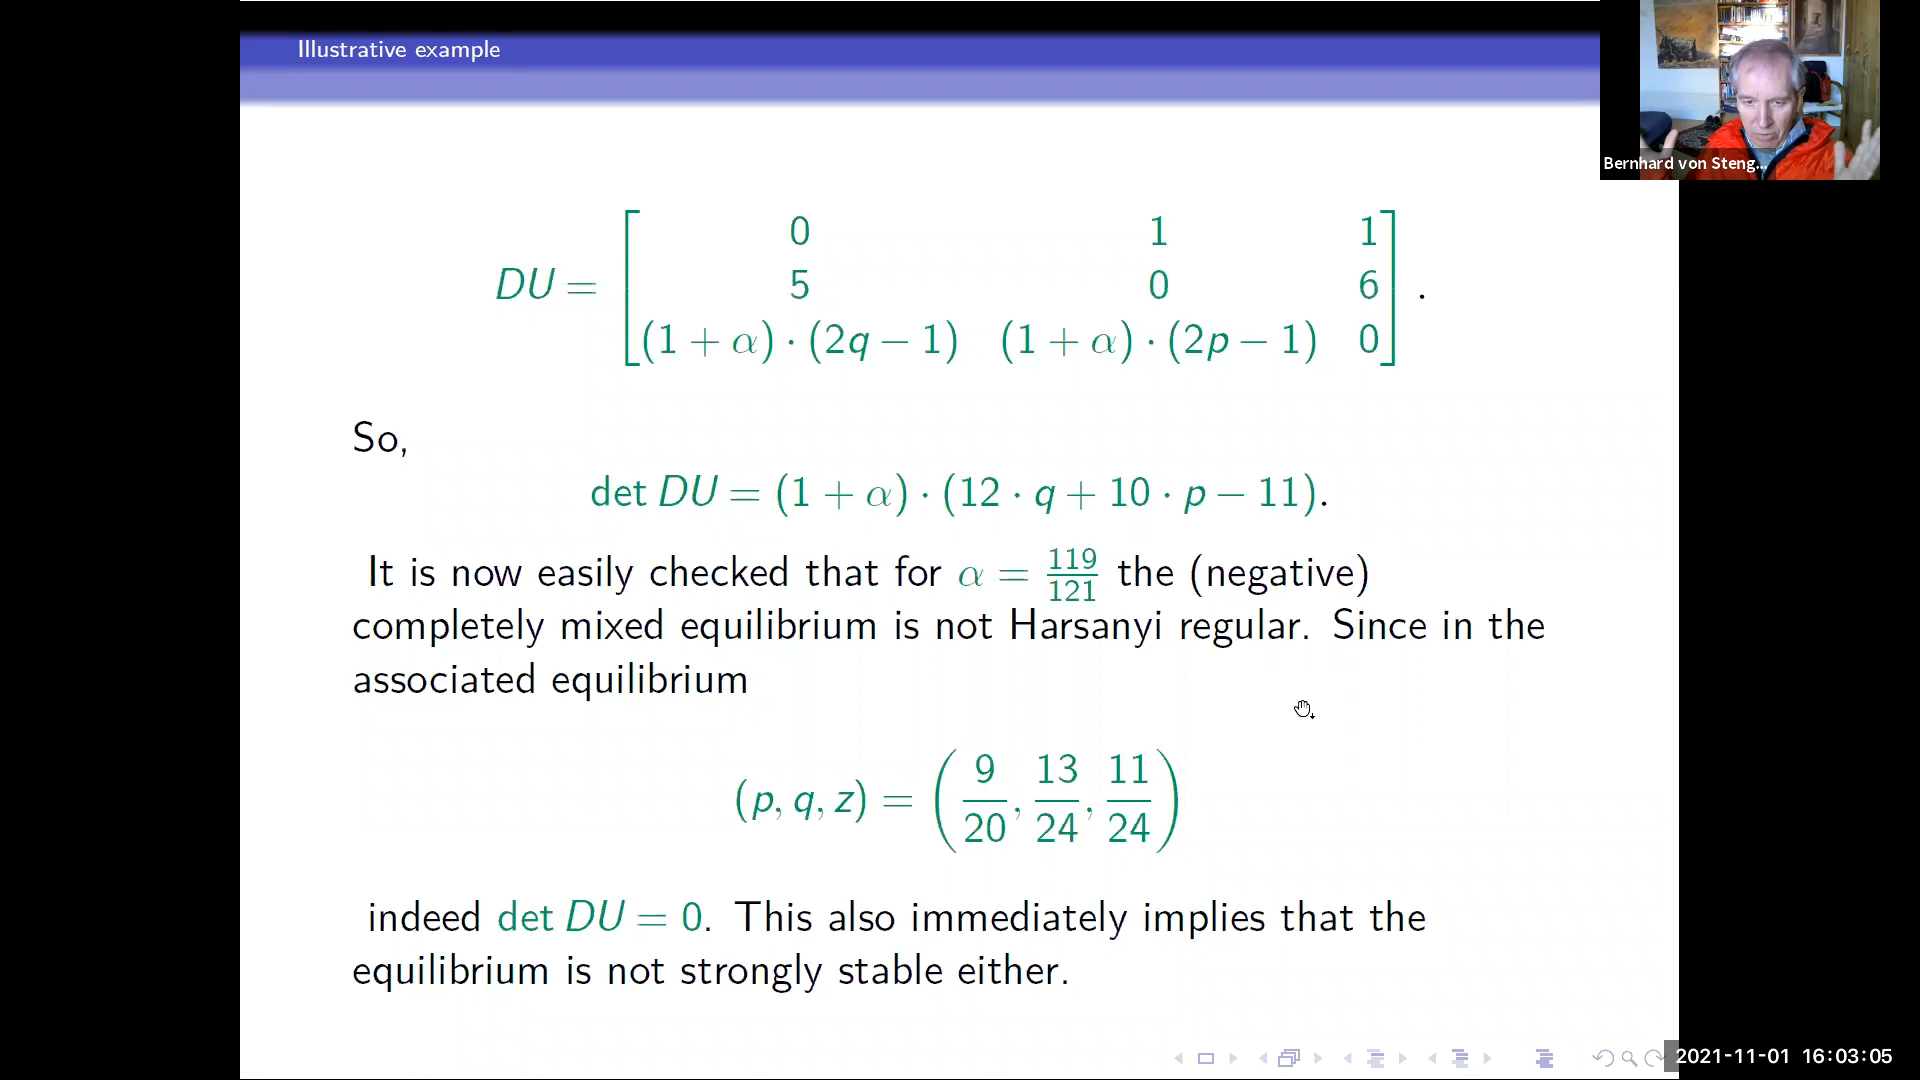 Illustrative example
Bernhard von Steng...
DU = [ 0 1 1
5 0 6
(1 + α) · (2q − 1) (1 + α) · (2p − 1) 0 ] .
So,
det DU = (1 + α) · (12 · q + 10 · p − 11).
It is now easily checked that for α = 119/121 the (negative)
completely mixed equilibrium is not Harsanyi regular. Since in the
associated equilibrium
(p, q, z) = (9/20, 13/24, 11/24)
indeed det DU = 0. This also immediately implies that the
equilibrium is not strongly stable either.
2021-11-01 16:03:05